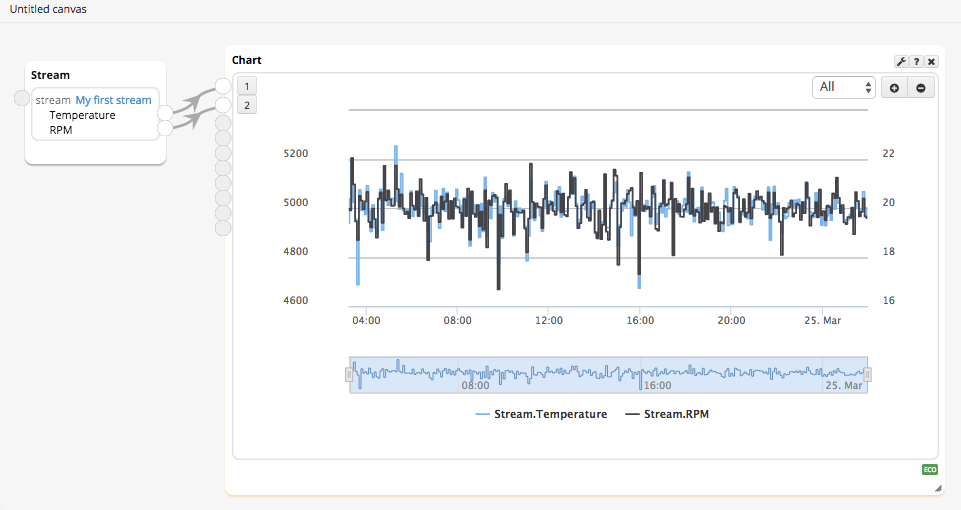 Untitled canvas
Stream
stream My first stream
Temperature
RPM
Chart
?
1
2
All
5200
5000
4800
4600
22
20
18
16
04:00 08:00 12:00 16:00 20:00 25. Mar
08:00 16:00 25. Mar
Stream.Temperature Stream.RPM
ECO